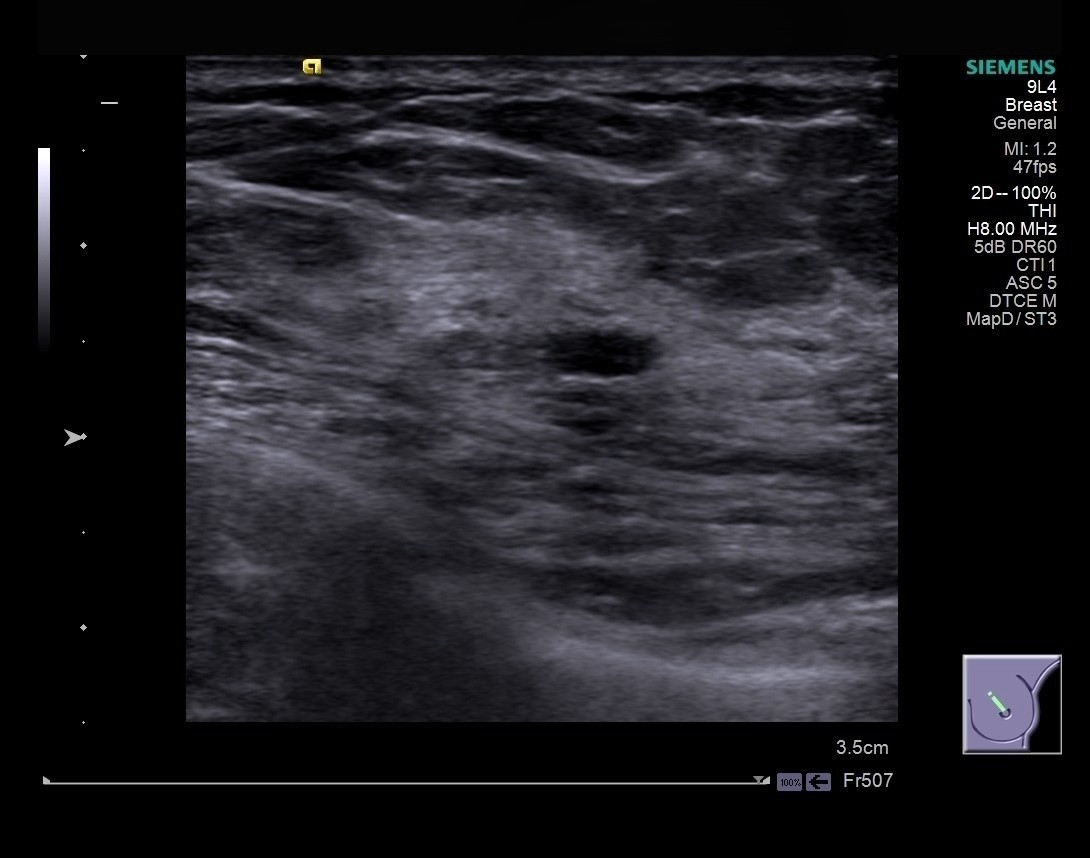 SIEMENS
9L4
Breast
General
MI: 1.2
47fps
2D--100%
THI
H8.00 MHz
5dB DR60
CTI 1
ASC 5
DTCE M
MapD / ST3
3.5cm
100% Fr507